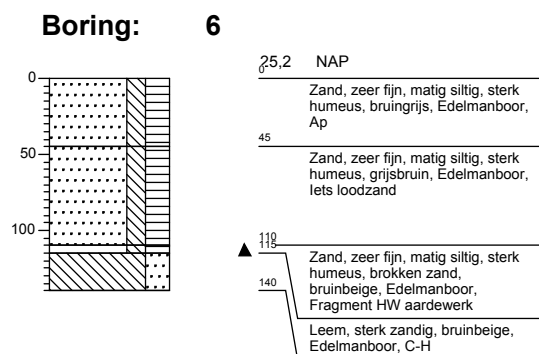 Boring: 6
25,2 NAP
0
0
Zand, zeer fijn, matig siltig, sterk
humeus, bruingrijs, Edelmanboor,
Ap
45
50
Zand, zeer fijn, matig siltig, sterk
humeus, grijsbruin, Edelmanboor,
Iets loodzand
100
110
115
Zand, zeer fijn, matig siltig, sterk
humeus, brokken zand,
bruinbeige, Edelmanboor,
Fragment HW aardewerk
140
Leem, sterk zandig, bruinbeige,
Edelmanboor, C-H